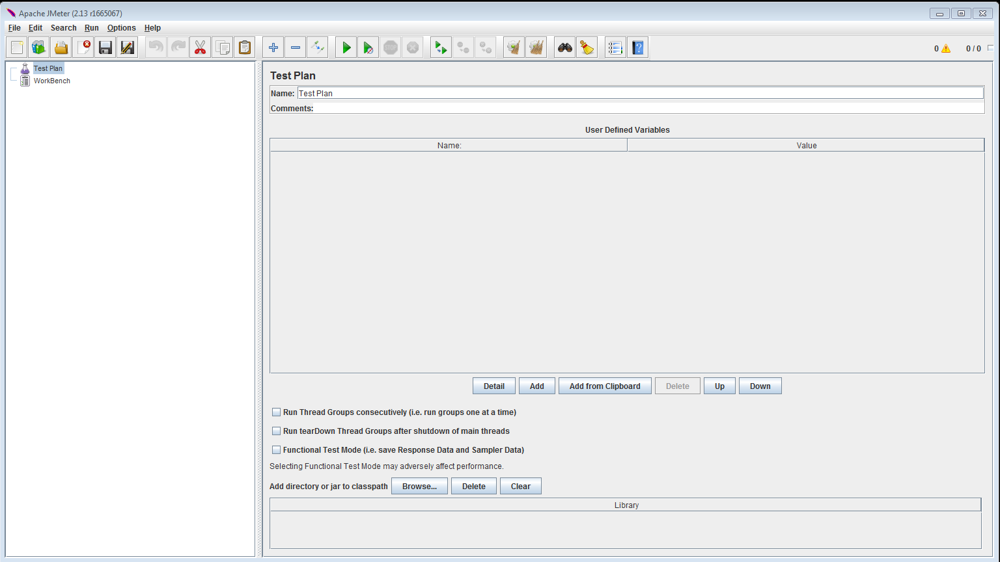 Apache JMeter (2.13 r1665067)
File Edit Search Run Options Help
0 0 / 0
Test Plan
WorkBench
Test Plan
Name: Test Plan
Comments:
User Defined Variables
Name: Value
Detail Add Add from Clipboard Delete Up Down
Run Thread Groups consecutively (i.e. run groups one at a time)
Run tearDown Thread Groups after shutdown of main threads
Functional Test Mode (i.e. save Response Data and Sampler Data)
Selecting Functional Test Mode may adversely affect performance.
Add directory or jar to classpath Browse... Delete Clear
Library